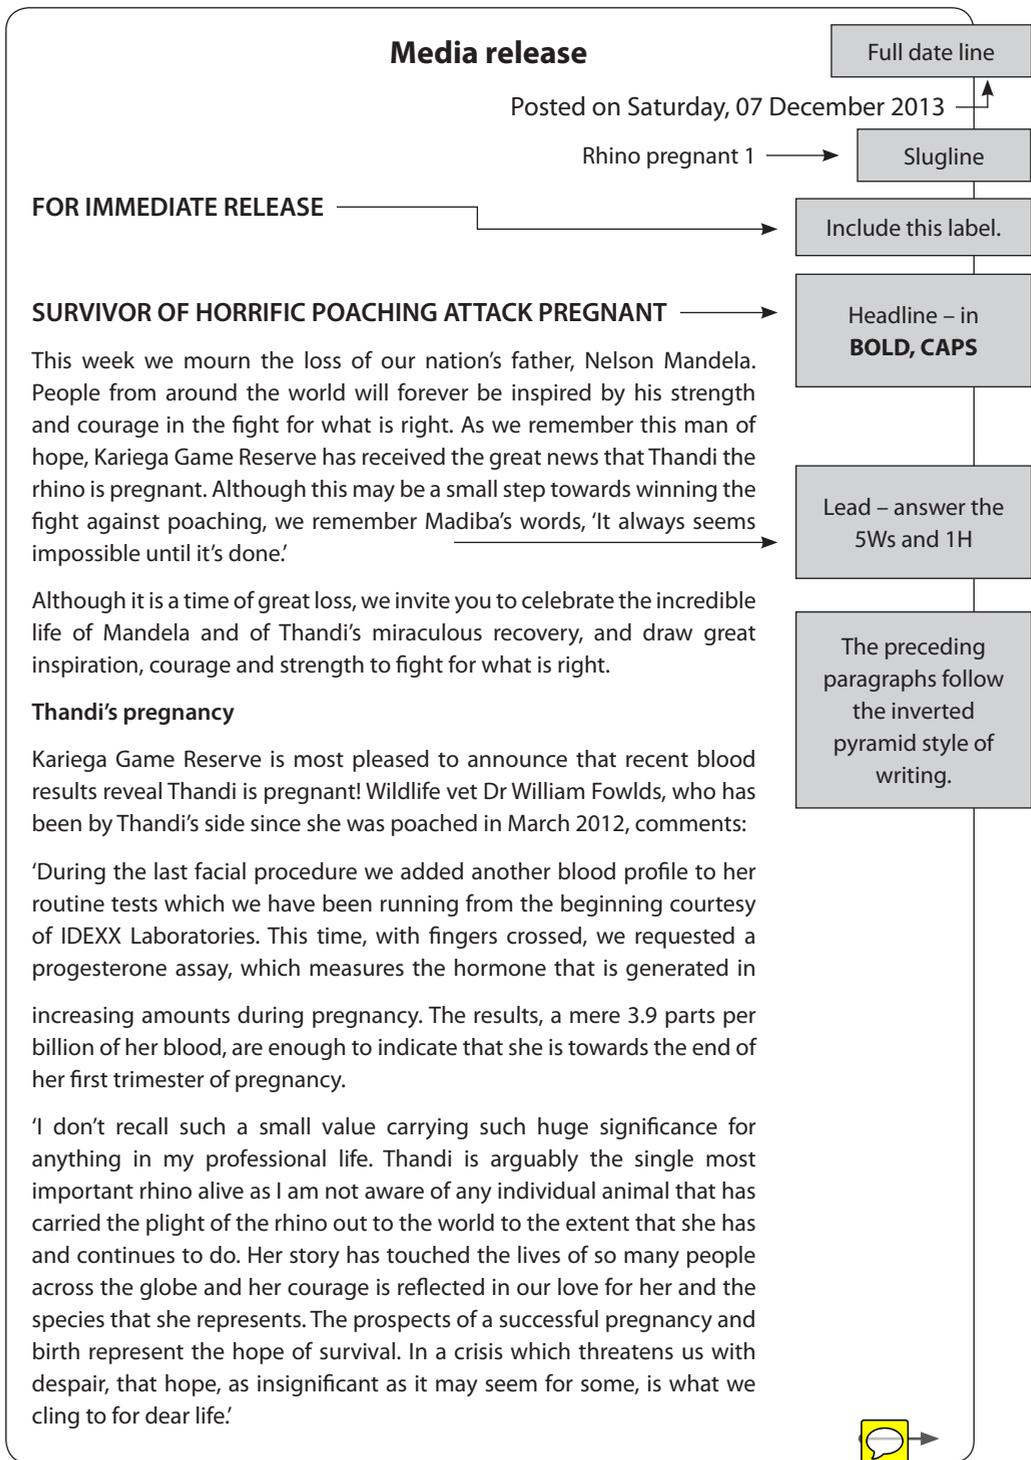 Media release
Full date line
Posted on Saturday, 07 December 2013
Rhino pregnant 1
Slugline
FOR IMMEDIATE RELEASE
Include this label.
SURVIVOR OF HORRIFIC POACHING ATTACK PREGNANT
Headline – in
BOLD, CAPS
This week we mourn the loss of our nation’s father, Nelson Mandela.
People from around the world will forever be inspired by his strength
and courage in the fight for what is right. As we remember this man of
hope, Kariega Game Reserve has received the great news that Thandi the
rhino is pregnant. Although this may be a small step towards winning the
fight against poaching, we remember Madiba’s words, ‘It always seems
impossible until it’s done.’
Lead – answer the
5Ws and 1H
Although it is a time of great loss, we invite you to celebrate the incredible
life of Mandela and of Thandi’s miraculous recovery, and draw great
inspiration, courage and strength to fight for what is right.
The preceding
paragraphs follow
the inverted
pyramid style of
writing.
Thandi’s pregnancy
Kariega Game Reserve is most pleased to announce that recent blood
results reveal Thandi is pregnant! Wildlife vet Dr William Fowlds, who has
been by Thandi’s side since she was poached in March 2012, comments:
‘During the last facial procedure we added another blood profile to her
routine tests which we have been running from the beginning courtesy
of IDEXX Laboratories. This time, with fingers crossed, we requested a
progesterone assay, which measures the hormone that is generated in
increasing amounts during pregnancy. The results, a mere 3.9 parts per
billion of her blood, are enough to indicate that she is towards the end of
her first trimester of pregnancy.
‘I don’t recall such a small value carrying such huge significance for
anything in my professional life. Thandi is arguably the single most
important rhino alive as I am not aware of any individual animal that has
carried the plight of the rhino out to the world to the extent that she has
and continues to do. Her story has touched the lives of so many people
across the globe and her courage is reflected in our love for her and the
species that she represents. The prospects of a successful pregnancy and
birth represent the hope of survival. In a crisis which threatens us with
despair, that hope, as insignificant as it may seem for some, is what we
cling to for dear life.’